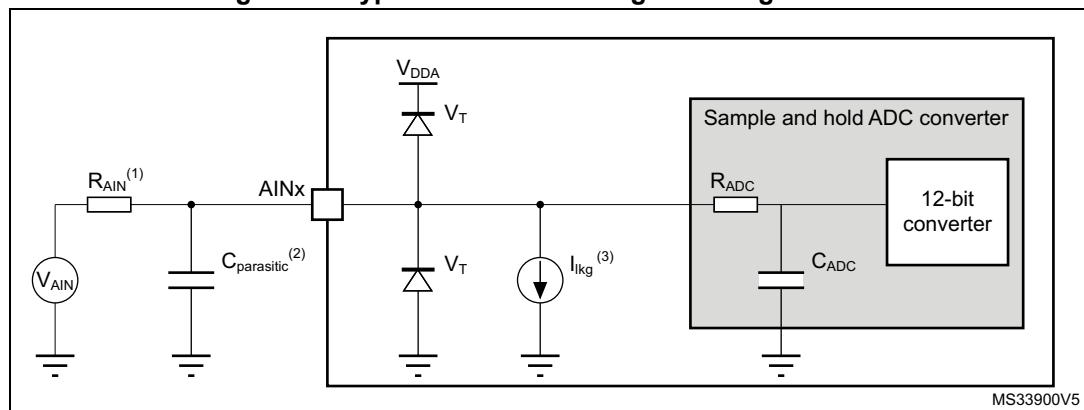 V_DDA
V_T
Sample and hold ADC converter
R_AIN^(1)
AINx
R_ADC
12-bit
converter
C_parasitic^(2)
V_T
I_lkg^(3)
C_ADC
V_AIN
MS33900V5